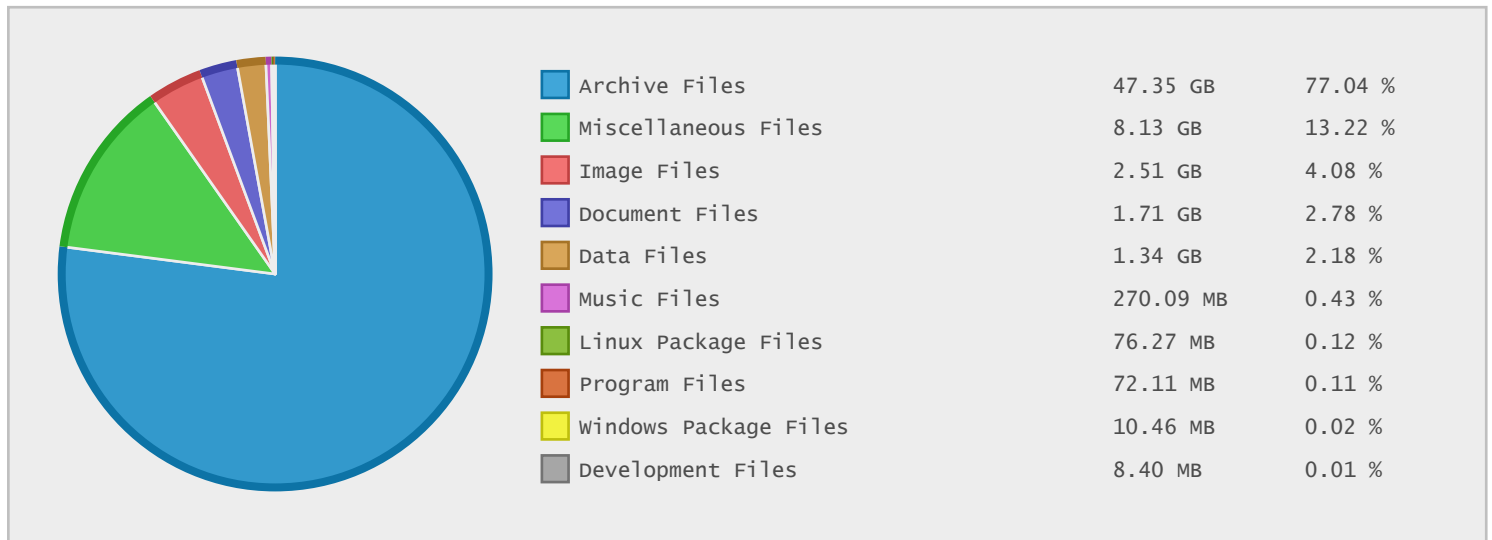 Archive Files 47.35 GB 77.04 %
Miscellaneous Files 8.13 GB 13.22 %
Image Files 2.51 GB 4.08 %
Document Files 1.71 GB 2.78 %
Data Files 1.34 GB 2.18 %
Music Files 270.09 MB 0.43 %
Linux Package Files 76.27 MB 0.12 %
Program Files 72.11 MB 0.11 %
Windows Package Files 10.46 MB 0.02 %
Development Files 8.40 MB 0.01 %